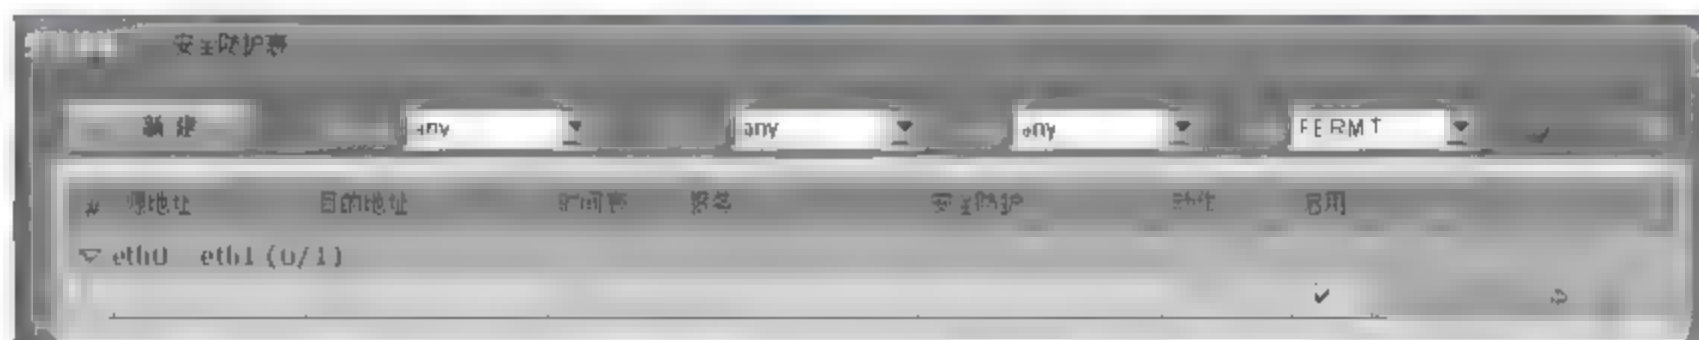 安全防护表
新建 any any any PERMIT
# 源地址 目的地址 时间表 服务 安全防护 动作 启用
eth0 eth1(0/1)